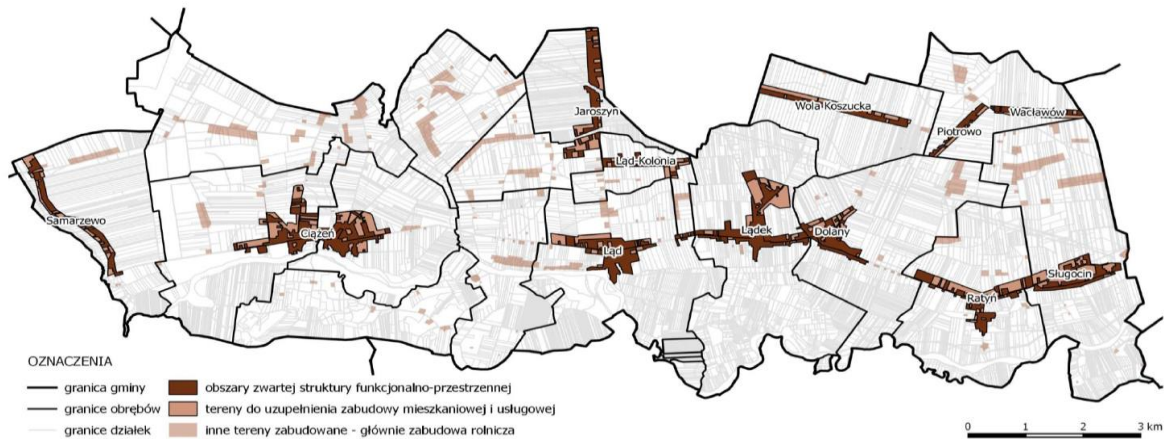 Jaroszyn
Wola Koszucka
Wacławów
Piotrowo
Ląd-Kolonia
Samarzewo
Ciążeń
Ląd
Lądek
Dolany
Sługocin
Ratyń
OZNACZENIA
granica gminy
obszary zwartej struktury funkcjonalno-przestrzennej
granice obrębów
tereny do uzupełnienia zabudowy mieszkaniowej i usługowej
granice działek
inne tereny zabudowane - głównie zabudowa rolnicza
0 1 2 3 km